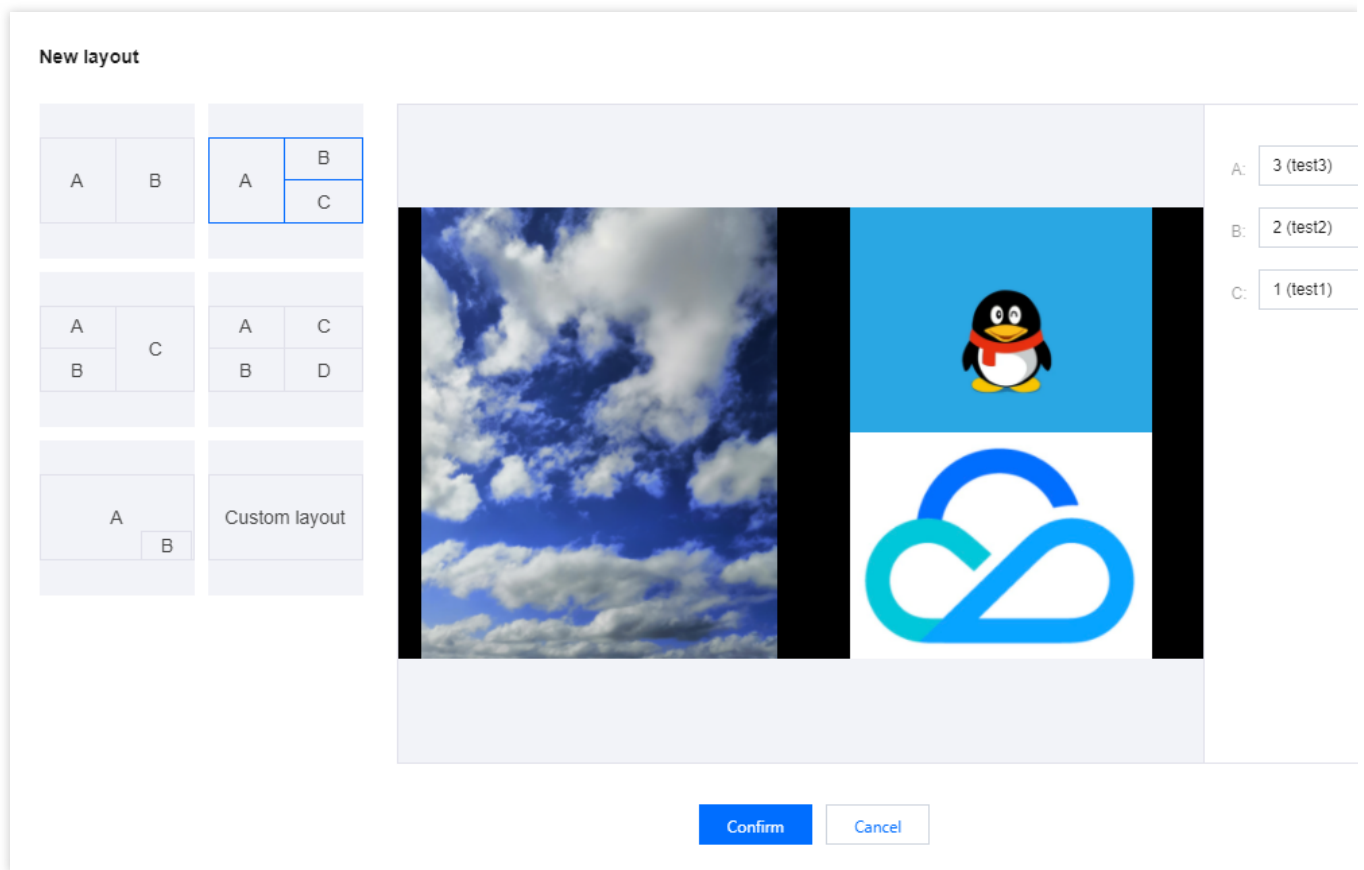 New layout
A B
A B
C
A
B C
A C
B D
A
B
Custom layout
A: 3 (test3)
B: 2 (test2)
C: 1 (test1)
Confirm Cancel